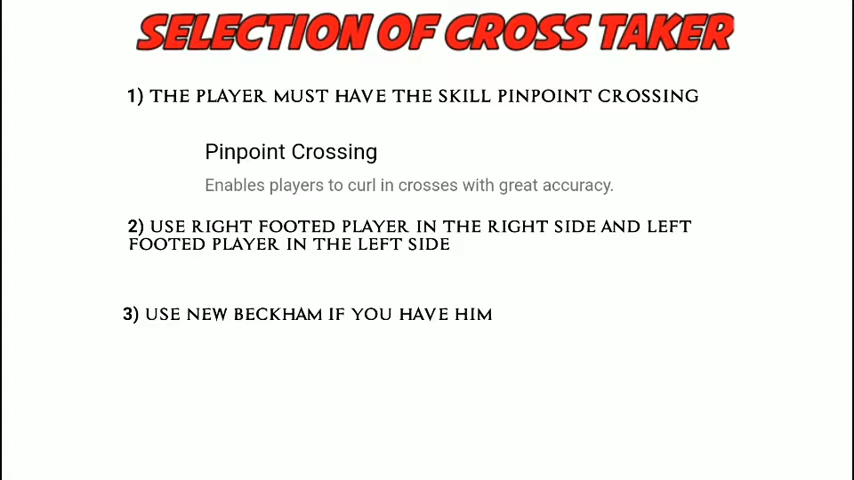 SELECTION OF CROSS TAKER
1) THE PLAYER MUST HAVE THE SKILL PINPOINT CROSSING
Pinpoint Crossing
Enables players to curl in crosses with great accuracy.
2) USE RIGHT FOOTED PLAYER IN THE RIGHT SIDE AND LEFT
FOOTED PLAYER IN THE LEFT SIDE
3) USE NEW BECKHAM IF YOU HAVE HIM